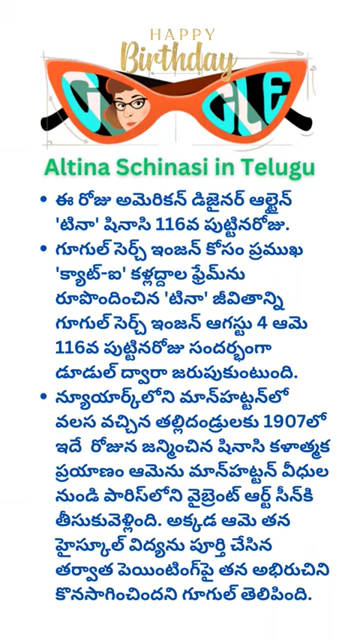 HAPPY
Birthday
G GLE
Altina Schinasi in Telugu
• ఈ రోజు అమెరికన్ డిజైనర్ ఆల్టైన్
'టినా' షినాసి 116వ పుట్టినరోజు.
• గూగుల్ సెర్చ్ ఇంజన్ కోసం ప్రముఖ
'క్యాట్-ఐ' కళ్లద్దాల ఫ్రేమ్‌ను
రూపొందించిన 'టినా' జీవితాన్ని
గూగుల్ సెర్చ్ ఇంజన్ ఆగస్టు 4 ఆమె
116వ పుట్టినరోజు సందర్భంగా
డూడుల్ ద్వారా జరుపుకుంటుంది.
• న్యూయార్క్‌లోని మాన్‌హట్టన్‌లో
వలస వచ్చిన తల్లిదండ్రులకు 1907లో
ఇదే రోజున జన్మించిన షినాసి కళాత్మక
ప్రయాణం ఆమెను మాన్‌హట్టన్ వీధుల
నుండి పారిస్‌లోని వైబ్రెంట్ ఆర్ట్ సీన్‌కి
తీసుకువెళ్లింది. అక్కడ ఆమె తన
హైస్కూల్ విద్యను పూర్తి చేసిన
తర్వాత పెయింటింగ్‌పై తన అభిరుచిని
కొనసాగించిందని గూగుల్ తెలిపింది.